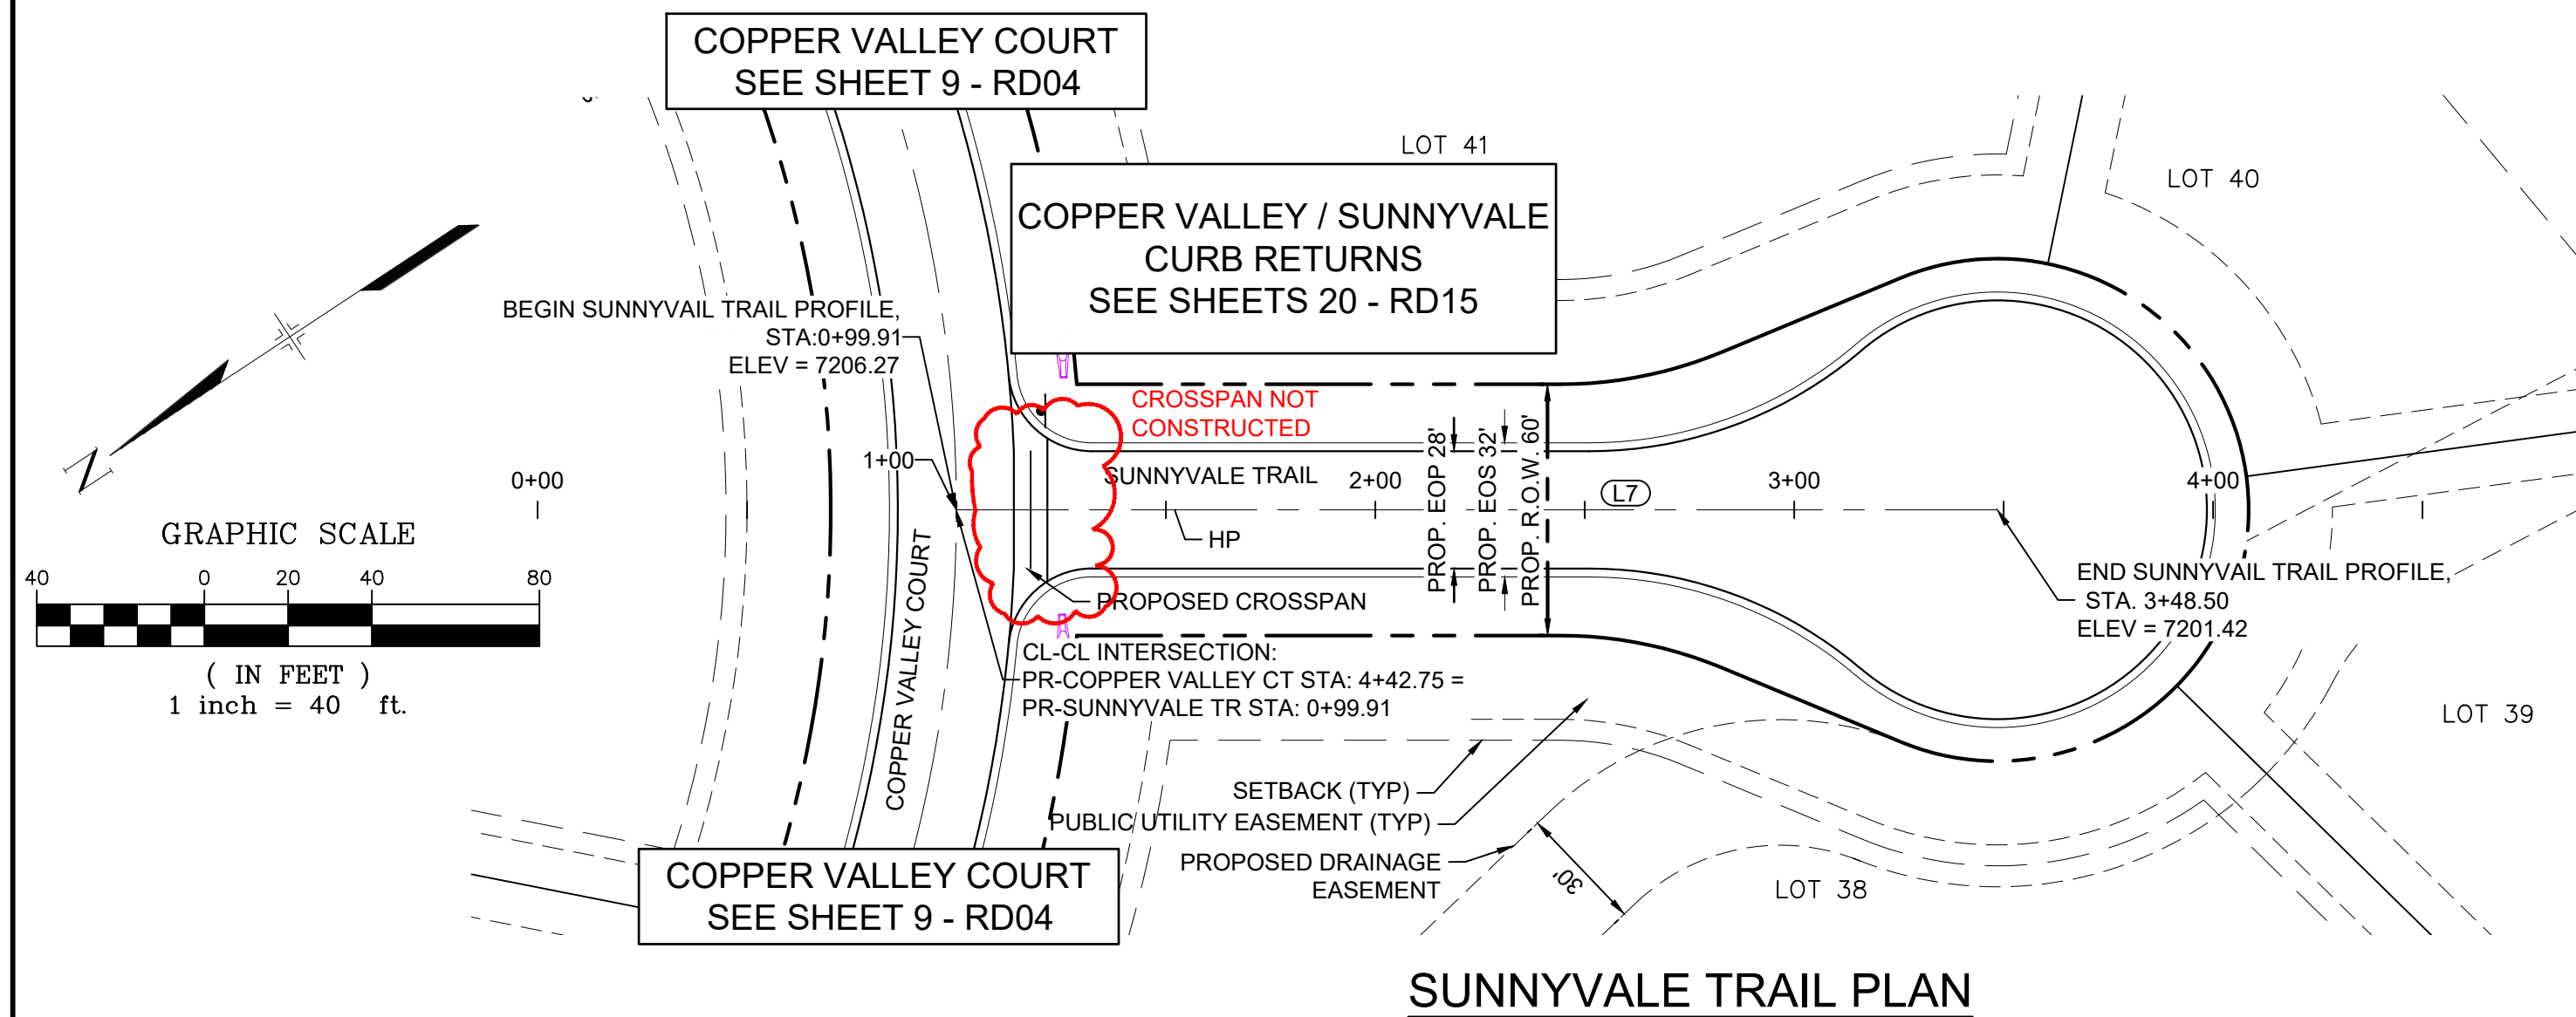 COPPER VALLEY COURT
SEE SHEET 9 - RD04
LOT 41
LOT 40
COPPER VALLEY / SUNNYVALE
CURB RETURNS
SEE SHEETS 20 - RD15
BEGIN SUNNYVAIL TRAIL PROFILE,
STA:0+99.91
ELEV = 7206.27
CROSSPAN NOT
CONSTRUCTED
N
0+00
1+00
SUNNYVALE TRAIL
2+00
PROP. EOP 28'
PROP. EOS 32'
PROP. R.O.W. 60'
L7
3+00
4+00
HP
GRAPHIC SCALE
40 0 20 40 80
( IN FEET )
1 inch = 40 ft.
COPPER VALLEY COURT
PROPOSED CROSSPAN
END SUNNYVAIL TRAIL PROFILE,
STA. 3+48.50
ELEV = 7201.42
CL-CL INTERSECTION:
PR-COPPER VALLEY CT STA: 4+42.75 =
PR-SUNNYVALE TR STA: 0+99.91
LOT 39
SETBACK (TYP)
PUBLIC UTILITY EASEMENT (TYP)
PROPOSED DRAINAGE
EASEMENT
30'
LOT 38
COPPER VALLEY COURT
SEE SHEET 9 - RD04
SUNNYVALE TRAIL PLAN